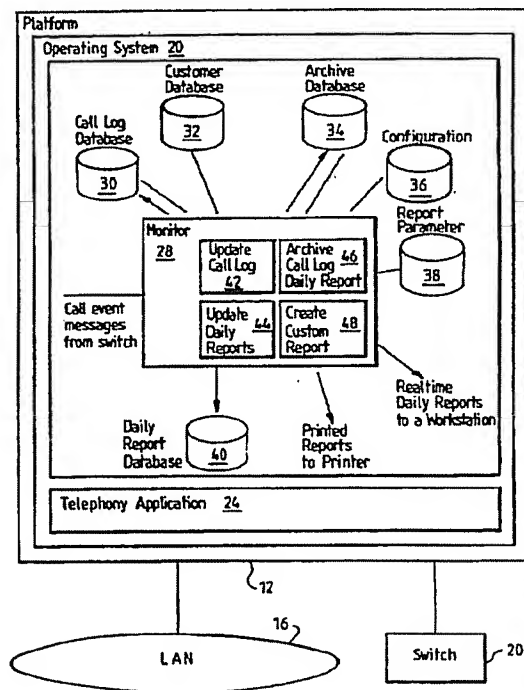 Platform
Operating System 20
Customer
Database
32
Archive
Database
34
Call Log
Database
30
Configuration
36
Report
Parameter
38
Monitor
28
Update
Call Log
42
Archive 46
Call Log
Daily Report
Update 44
Daily
Reports
Create 48
Custom
Report
Call event
messages
from switch
Realtime
Daily Reports
to a Workstation
Daily
Report
Database
40
Printed
Reports
to Printer
Telephony Application 24
12
16
LAN
Switch
20